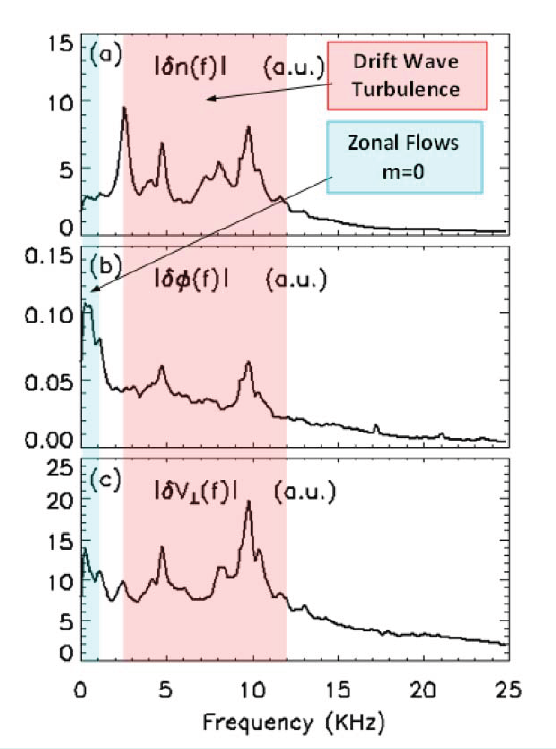 15
(a)
|δn(f)| (a.u.)
Drift Wave
Turbulence
10
Zonal Flows
m=0
5
0
0.15
(b)
|δϕ(f)| (a.u.)
0.10
0.05
0.00
25
(c)
|δV⊥(f)| (a.u.)
20
15
10
5
0
0 5 10 15 20 25
Frequency (KHz)